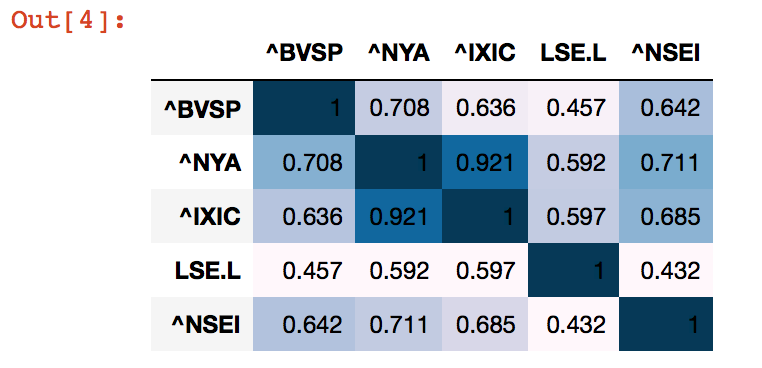 Out[4]:
^BVSP ^NYA ^IXIC LSE.L ^NSEI
^BVSP 1 0.708 0.636 0.457 0.642
^NYA 0.708 1 0.921 0.592 0.711
^IXIC 0.636 0.921 1 0.597 0.685
LSE.L 0.457 0.592 0.597 1 0.432
^NSEI 0.642 0.711 0.685 0.432 1